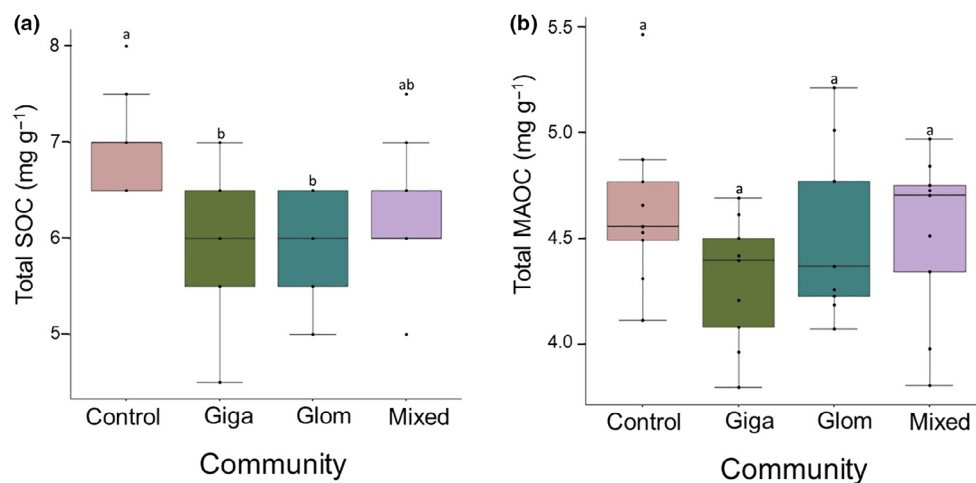 (a)
Total SOC (mg g⁻¹)
8
7
6
5
a
b
b
ab
Control Giga Glom Mixed
Community
(b)
Total MAOC (mg g⁻¹)
5.5
5.0
4.5
4.0
a
a
a
a
Control Giga Glom Mixed
Community